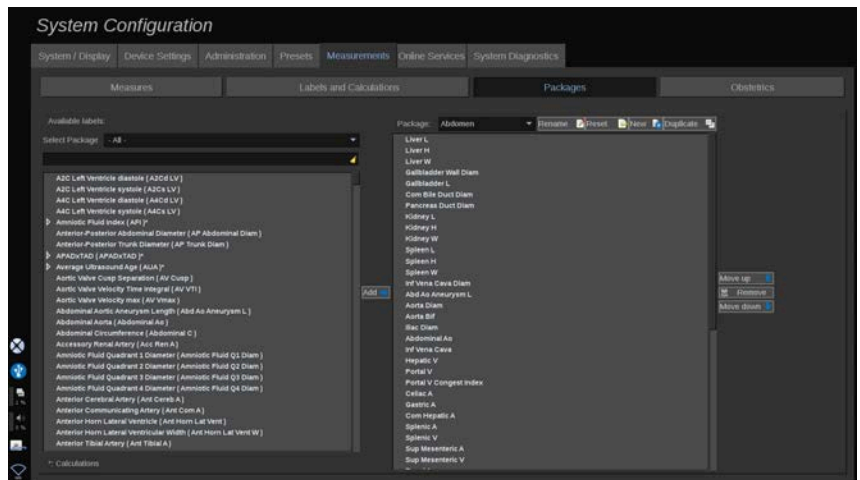 System Configuration
System / Display Device Settings Administration Presets Measurements Online Services System Diagnostics
Measures Labels and Calculations Packages Obstetrics
Available labels:
Select Package - All -
Package: Abdomen Rename Reset New Duplicate
A2C Left Ventricle diastole ( A2Cd LV )
A2C Left Ventricle systole ( A2Cs LV )
A4C Left Ventricle diastole ( A4Cd LV )
A4C Left Ventricle systole ( A4Cs LV )
Amniotic Fluid Index ( AFI )*
Anterior-Posterior Abdominal Diameter ( AP Abdominal Diam )
Anterior-Posterior Trunk Diameter ( AP Trunk Diam )
APADxTAD ( APADxTAD )*
Average Ultrasound Age ( AUA )*
Aortic Valve Cusp Separation ( AV Cusp )
Aortic Valve Velocity Time Integral ( AV VTI )
Aortic Valve Velocity max ( AV Vmax )
Abdominal Aortic Aneurysm Length ( Abd Ao Aneurysm L )
Abdominal Aorta ( Abdominal Ao )
Abdominal Circumference ( Abdominal C )
Accessory Renal Artery ( Acc Ren A )
Amniotic Fluid Quadrant 1 Diameter ( Amniotic Fluid Q1 Diam )
Amniotic Fluid Quadrant 2 Diameter ( Amniotic Fluid Q2 Diam )
Amniotic Fluid Quadrant 3 Diameter ( Amniotic Fluid Q3 Diam )
Amniotic Fluid Quadrant 4 Diameter ( Amniotic Fluid Q4 Diam )
Anterior Cerebral Artery ( Ant Cereb A )
Anterior Communicating Artery ( Ant Com A )
Anterior Horn Lateral Ventricle ( Ant Horn Lat Vent )
Anterior Horn Lateral Ventricular Width ( Ant Horn Lat Vent W )
Anterior Tibial Artery ( Ant Tibial A )
*: Calculations
Add
Liver L
Liver H
Liver W
Gallbladder Wall Diam
Gallbladder L
Com Bile Duct Diam
Pancreas Duct Diam
Kidney L
Kidney H
Kidney W
Spleen L
Spleen H
Spleen W
Inf Vena Cava Diam
Abd Ao Aneurysm L
Aorta Diam
Aorta Bif
Iliac Diam
Abdominal Ao
Inf Vena Cava
Hepatic V
Portal V
Portal V Congest Index
Celiac A
Gastric A
Com Hepatic A
Splenic A
Splenic V
Sup Mesenteric A
Sup Mesenteric V
Move up
Remove
Move down